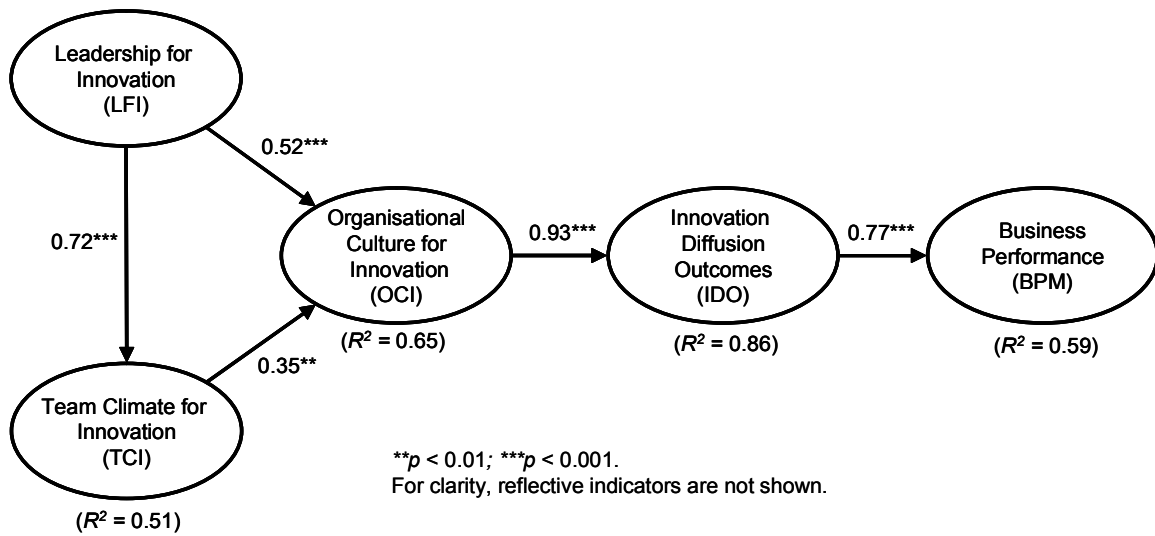 Leadership for
Innovation
(LFI)
0.52***
0.72***
Organisational
Culture for
Innovation
(OCI)
(R² = 0.65)
0.93***
Innovation
Diffusion
Outcomes
(IDO)
(R² = 0.86)
0.77***
Business
Performance
(BPM)
(R² = 0.59)
0.35**
Team Climate for
Innovation
(TCI)
(R² = 0.51)
**p < 0.01; ***p < 0.001.
For clarity, reflective indicators are not shown.